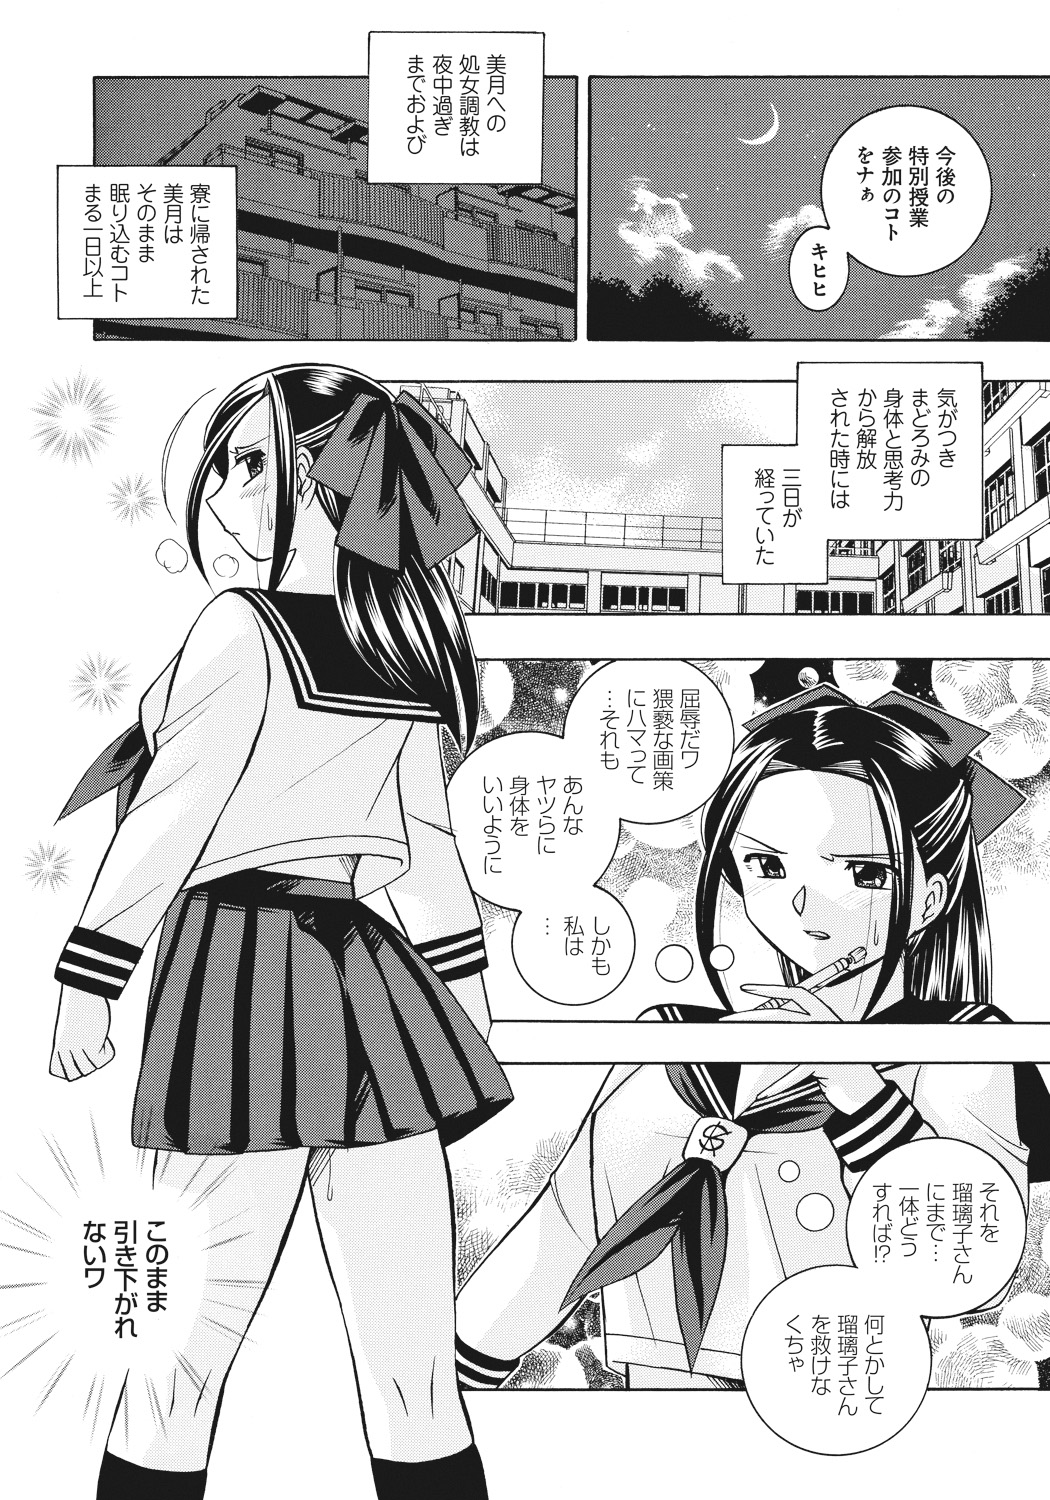 今後の
特別授業
参加のコト
をナぁ
キヒヒ
美月への
処女調教は
夜中過ぎ
までおよび
寮に帰された
美月は
そのまま
眠り込むコト
まる一日以上
気がつき
まどろみの
身体と思考力
から解放
された時には
三日が
経っていた
屈辱だワ
猥褻な画策
にハマって
…それも
あんな
ヤツらに
身体を
いいように
しかも
私は
…
それを
瑠璃子さん
にまで…
一体どう
すれば!?
何とかして
瑠璃子さん
を救けな
くちゃ
このまま
引き下がれ
ないワ